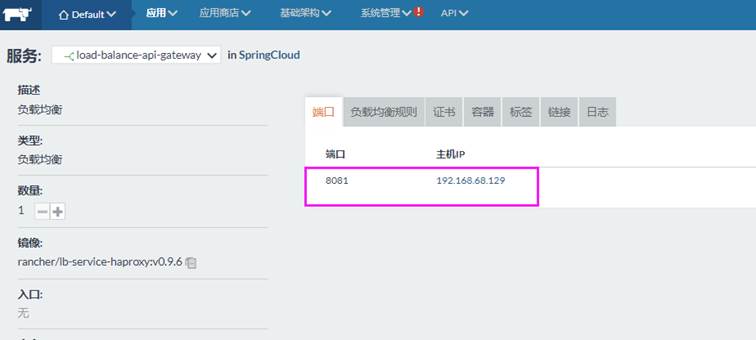 Default 应用 应用商店 基础架构 系统管理 API
服务: load-balance-api-gateway in SpringCloud
描述
负载均衡
类型:
负载均衡
数量:
1
镜像:
rancher/lb-service-haproxy:v0.9.6
入口:
无
端口 负载均衡规则 证书 容器 标签 链接 日志
端口 主机IP
8081 192.168.68.129